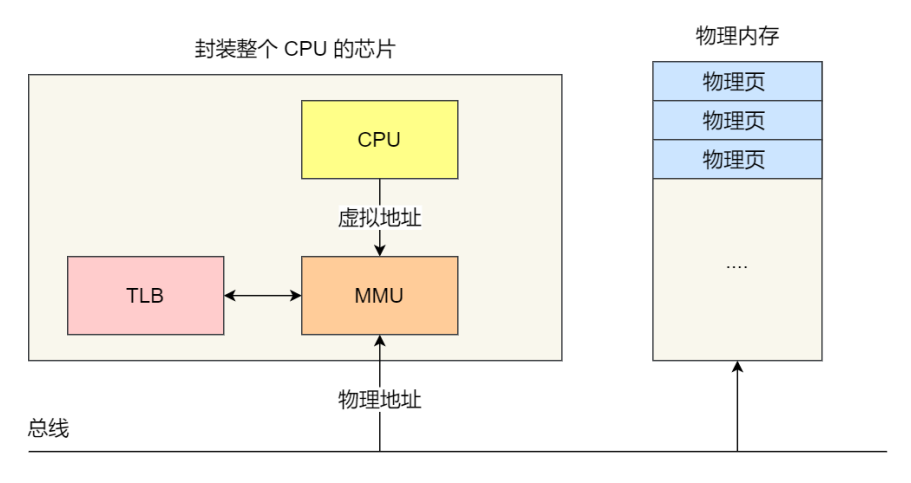 封装整个 CPU 的芯片
物理内存
物理页
物理页
物理页
CPU
虚拟地址
TLB
MMU
....
物理地址
总线